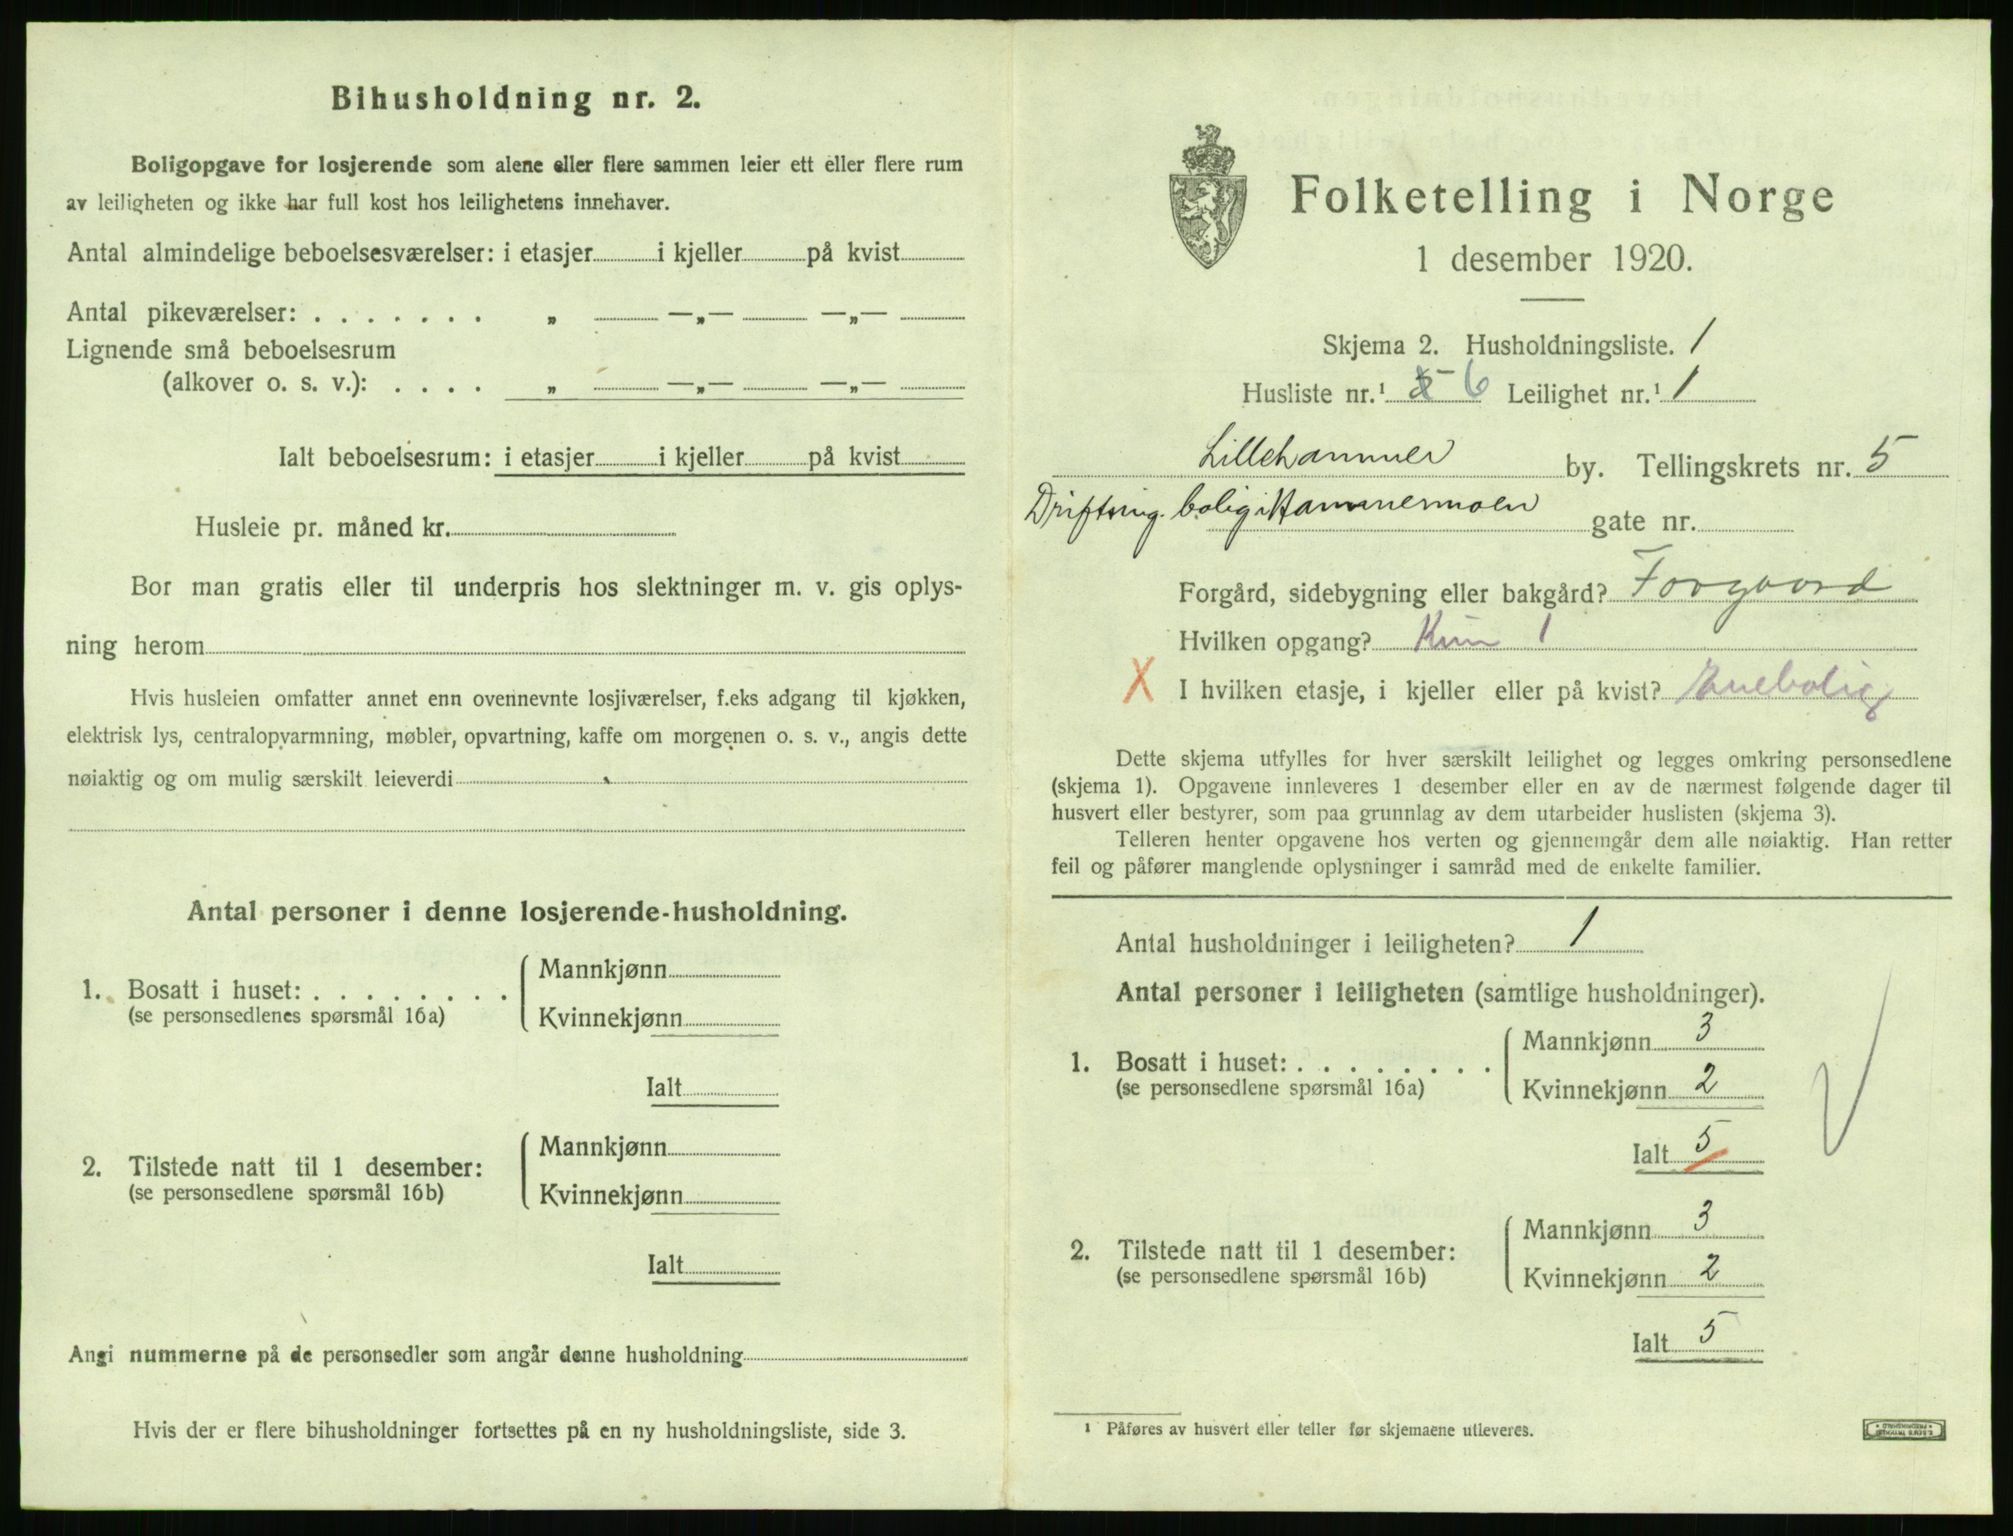 Bihusholdning nr. 2.
Boligopgave for losjerende som alene eller flere sammen leier ett eller flere rum
av leiligheten og ikke har full kost hos leilighetens innehaver.
Antal almindelige beboelsesværelser: i etasjer i kjeller på kvist
Antal pikeværelser: . . . . . . . „ —„— —„—
Lignende små beboelsesrum
(alkover o. s. v.): . . . . „ —„— —„—
Ialt beboelsesrum: i etasjer i kjeller på kvist
Husleie pr. måned kr.
Bor man gratis eller til underpris hos slektninger m. v. gis oplys-
ning herom
Hvis husleien omfatter annet enn ovennevnte losjiværelser, f.eks adgang til kjøkken,
elektrisk lys, centralopvarmning, møbler, opvartning, kaffe om morgenen o. s. v., angis dette
nøiaktig og om mulig særskilt leieverdi
Antal personer i denne losjerende-husholdning.
1. Bosatt i huset: . . . . . . . .
(se personsedlenes spørsmål 16a)
Mannkjønn
Kvinnekjønn
Ialt
2. Tilstede natt til 1 desember:
(se personsedlene spørsmål 16b)
Mannkjønn
Kvinnekjønn
Ialt
Angi nummerne på de personsedler som angår denne husholdning
Hvis der er flere bihusholdninger fortsettes på en ny husholdningsliste, side 3.
Folketelling i Norge
1 desember 1920.
Skjema 2. Husholdningsliste. 1
Husliste nr.¹ 6 Leilighet nr.¹ 1
Lillehammer by. Tellingskrets nr. 5
bolig i Hammermoen gate nr.
Forgård, sidebygning eller bakgård? Forgaard
Hvilken opgang? Kun 1
X I hvilken etasje, i kjeller eller på kvist? Enebolig
Dette skjema utfylles for hver særskilt leilighet og legges omkring personsedlene
(skjema 1). Opgavene innleveres 1 desember eller en av de nærmest følgende dager til
husvert eller bestyrer, som paa grunnlag av dem utarbeider huslisten (skjema 3).
Telleren henter opgavene hos verten og gjennemgår dem alle nøiaktig. Han retter
feil og påfører manglende oplysninger i samråd med de enkelte familier.
Antal husholdninger i leiligheten? 1
Antal personer i leiligheten (samtlige husholdninger).
1. Bosatt i huset: . . . . . . . .
(se personsedlene spørsmål 16a)
Mannkjønn 3
Kvinnekjønn 2
Ialt 5
2. Tilstede natt til 1 desember:
(se personsedlene spørsmål 16b)
Mannkjønn 3
Kvinnekjønn 2
Ialt 5
¹ Påføres av husvert eller teller før skjemaene utleveres.